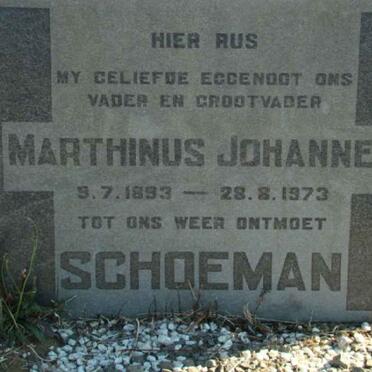 HIER RUS
MY GELIEFDE EGGENOOT ONS
VADER EN GROOTVADER
MARTHINUS JOHANNE
5.7.1893 — 28.8.1973
TOT ONS WEER ONTMOET
SCHOEMAN